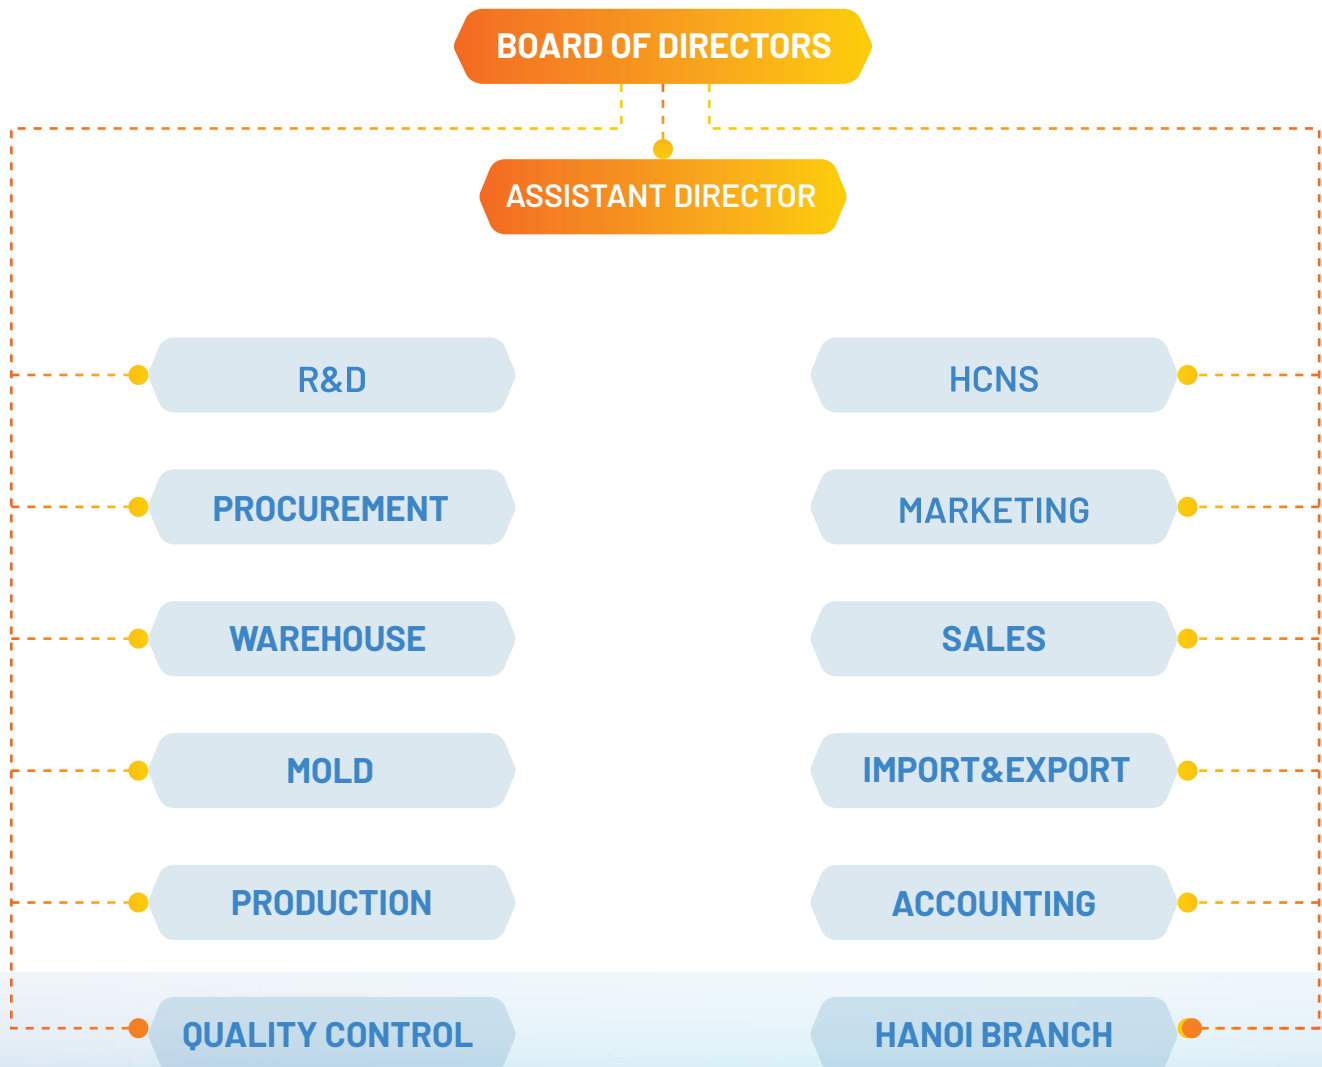 BOARD OF DIRECTORS
ASSISTANT DIRECTOR
R&D
HCNS
PROCUREMENT
MARKETING
WAREHOUSE
SALES
MOLD
IMPORT&EXPORT
PRODUCTION
ACCOUNTING
QUALITY CONTROL
HANOI BRANCH